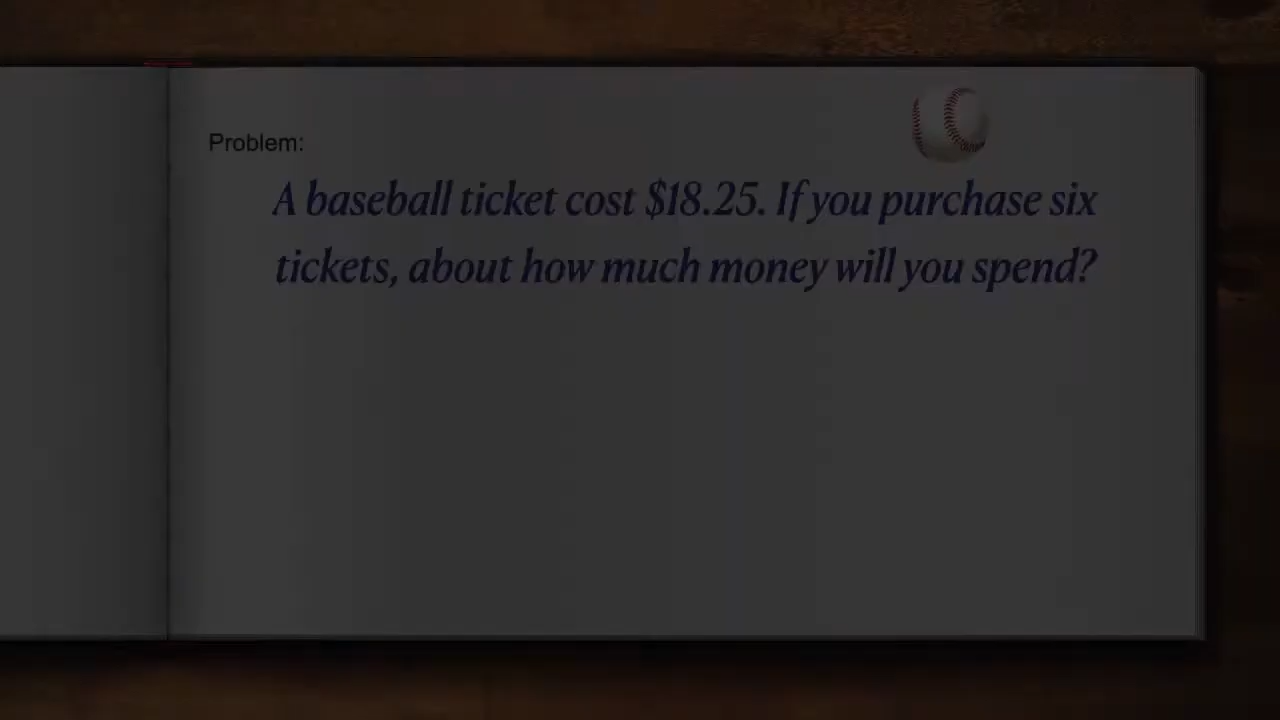 Problem:
A baseball ticket cost $18.25. If you purchase six
tickets, about how much money will you spend?